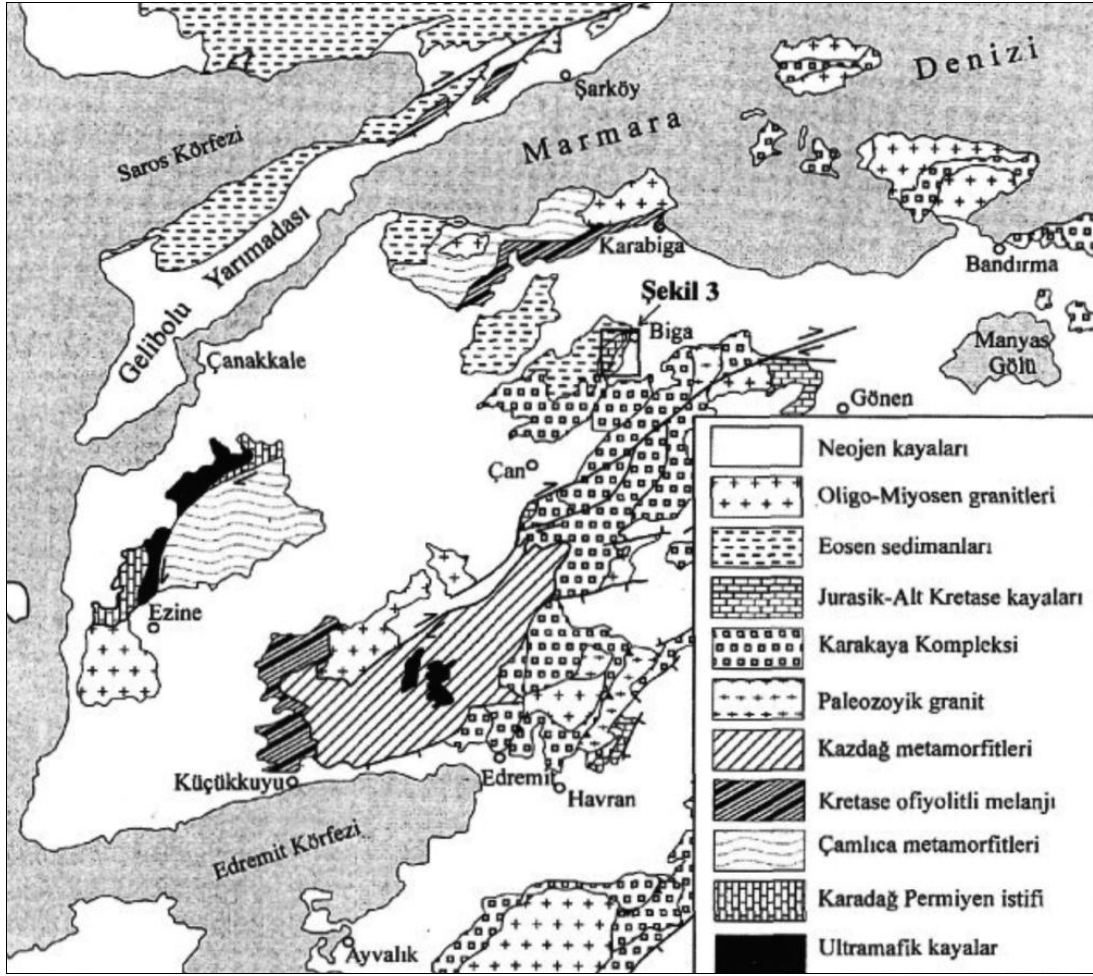 Denizi
Şarköy
Marmara
Saros Körfezi
Gelibolu Yarımadası
Karabiga
Bandırma
Şekil 3
Biga
Manyas
Gölü
Çanakkale
Gönen
Çan
Ezine
Küçükkuyu
Edremit
Havran
Edremit Körfezi
Ayvalık
Neojen kayaları
Oligo-Miyosen granitleri
Eosen sedimanları
Jurasik-Alt Kretase kayaları
Karakaya Kompleksi
Paleozoyik granit
Kazdağ metamorfitleri
Kretase ofiyolitli melanjı
Çamlıca metamorfitleri
Karadağ Permiyen istifi
Ultramafik kayalar